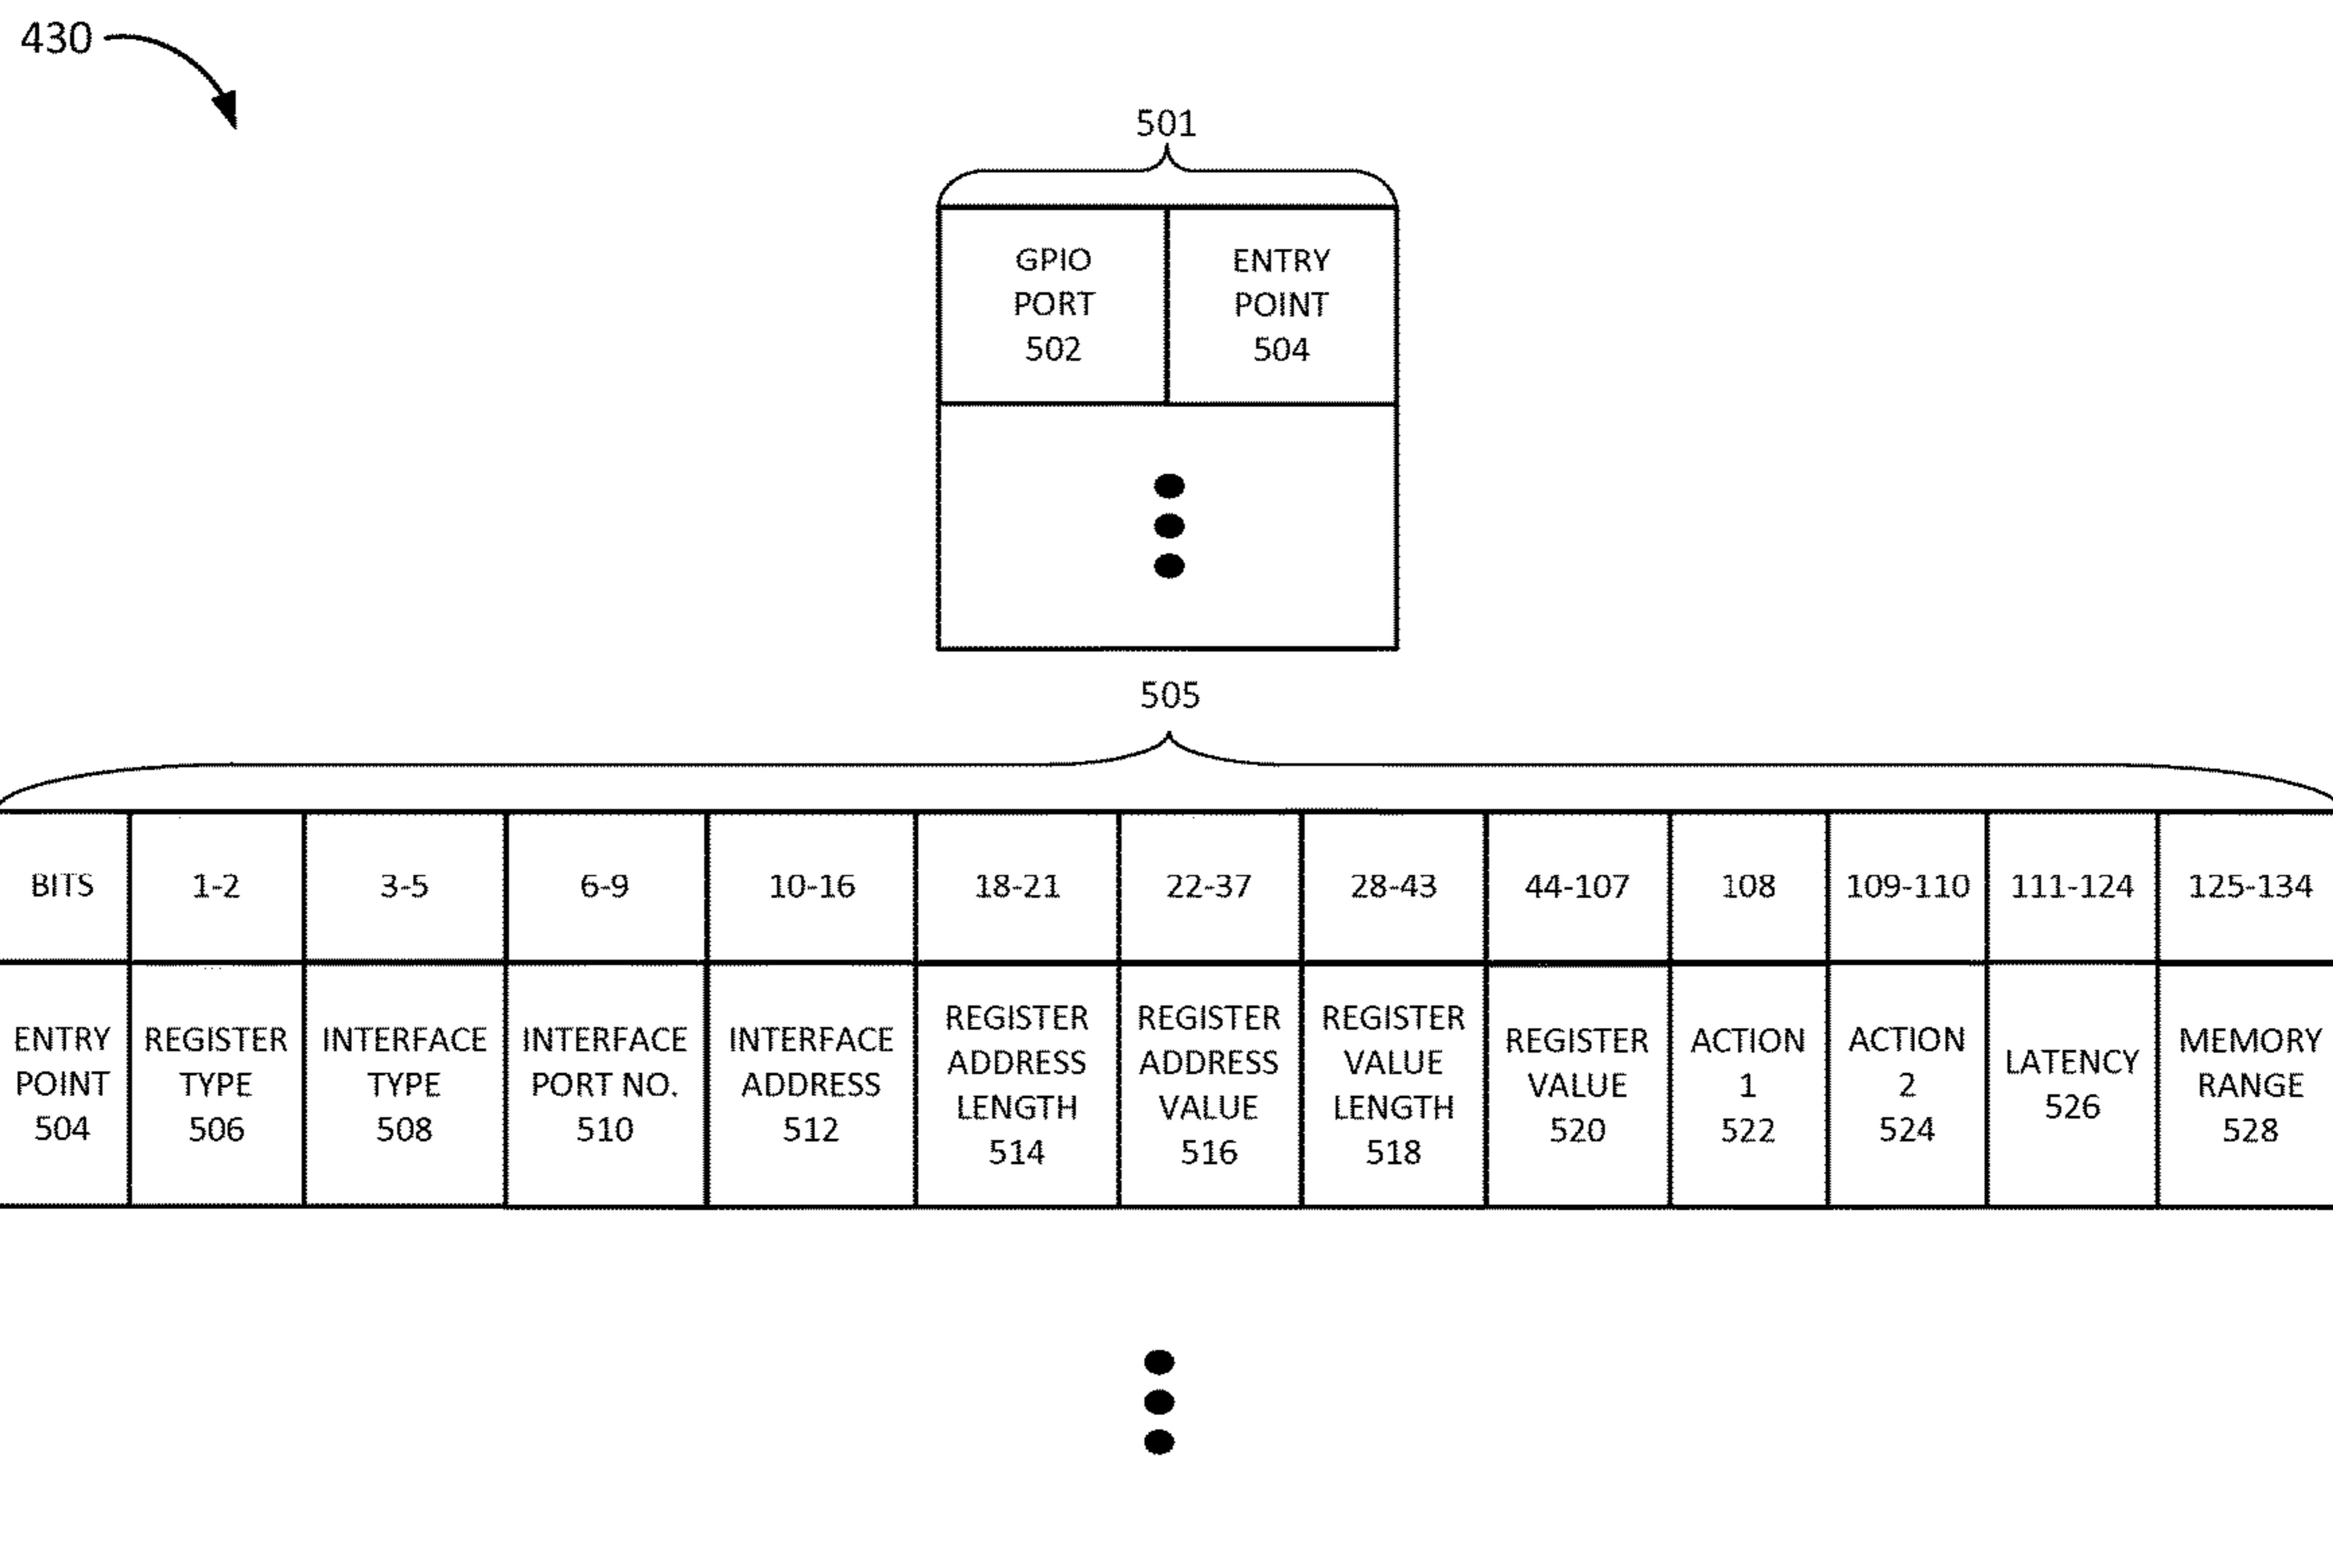 430
501
GPIO
PORT
502
ENTRY
POINT
504
505
BITS
1-2
3-5
6-9
10-16
18-21
22-37
28-43
44-107
108
109-110
111-124
125-134
ENTRY
POINT
504
REGISTER
TYPE
506
INTERFACE
TYPE
508
INTERFACE
PORT NO.
510
INTERFACE
ADDRESS
512
REGISTER
ADDRESS
LENGTH
514
REGISTER
ADDRESS
VALUE
516
REGISTER
VALUE
LENGTH
518
REGISTER
VALUE
520
ACTION
1
522
ACTION
2
524
LATENCY
526
MEMORY
RANGE
528